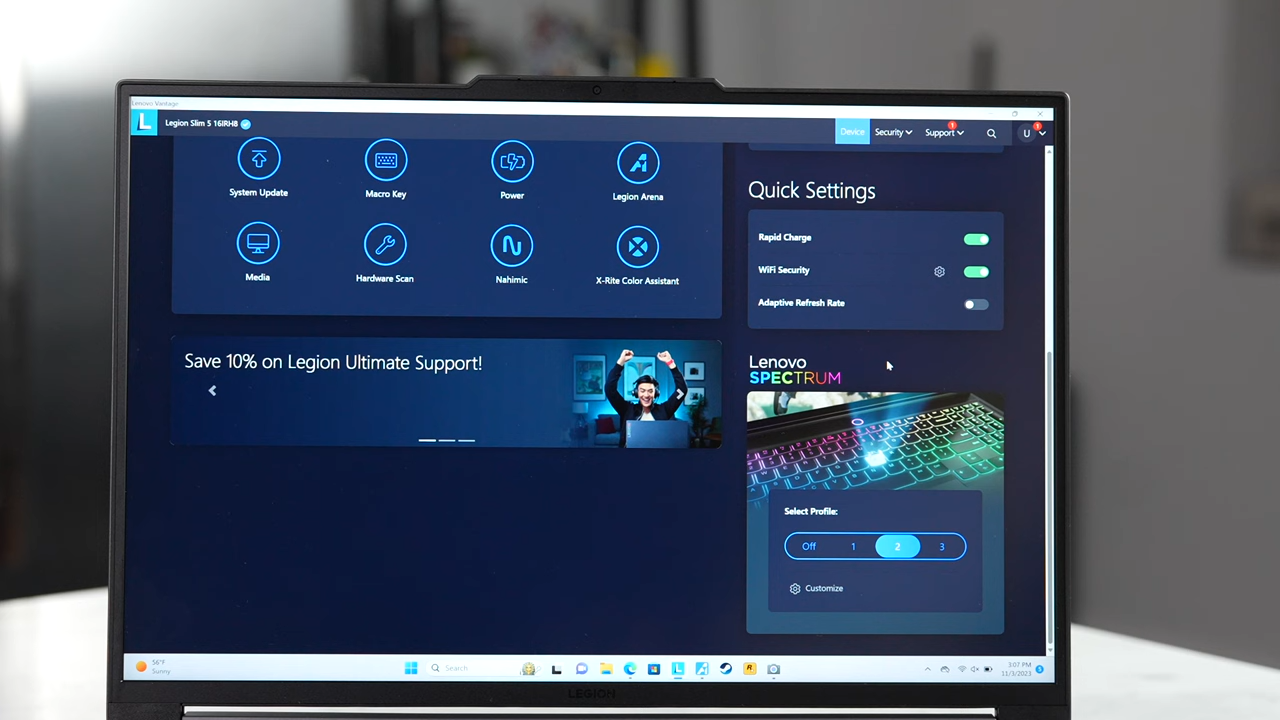 Lenovo Vantage
L
Legion Slim 5 16IRH8
Device
Security
Support
1
U
1
System Update
Macro Key
Power
Legion Arena
Media
Hardware Scan
Nahimic
X-Rite Color Assistant
Quick Settings
Rapid Charge
WiFi Security
Adaptive Refresh Rate
Save 10% on Legion Ultimate Support!
Lenovo
SPECTRUM
Select Profile:
Off 1 2 3
Customize
56°F
Sunny
Search
3:07 PM
11/3/2023
LEGION